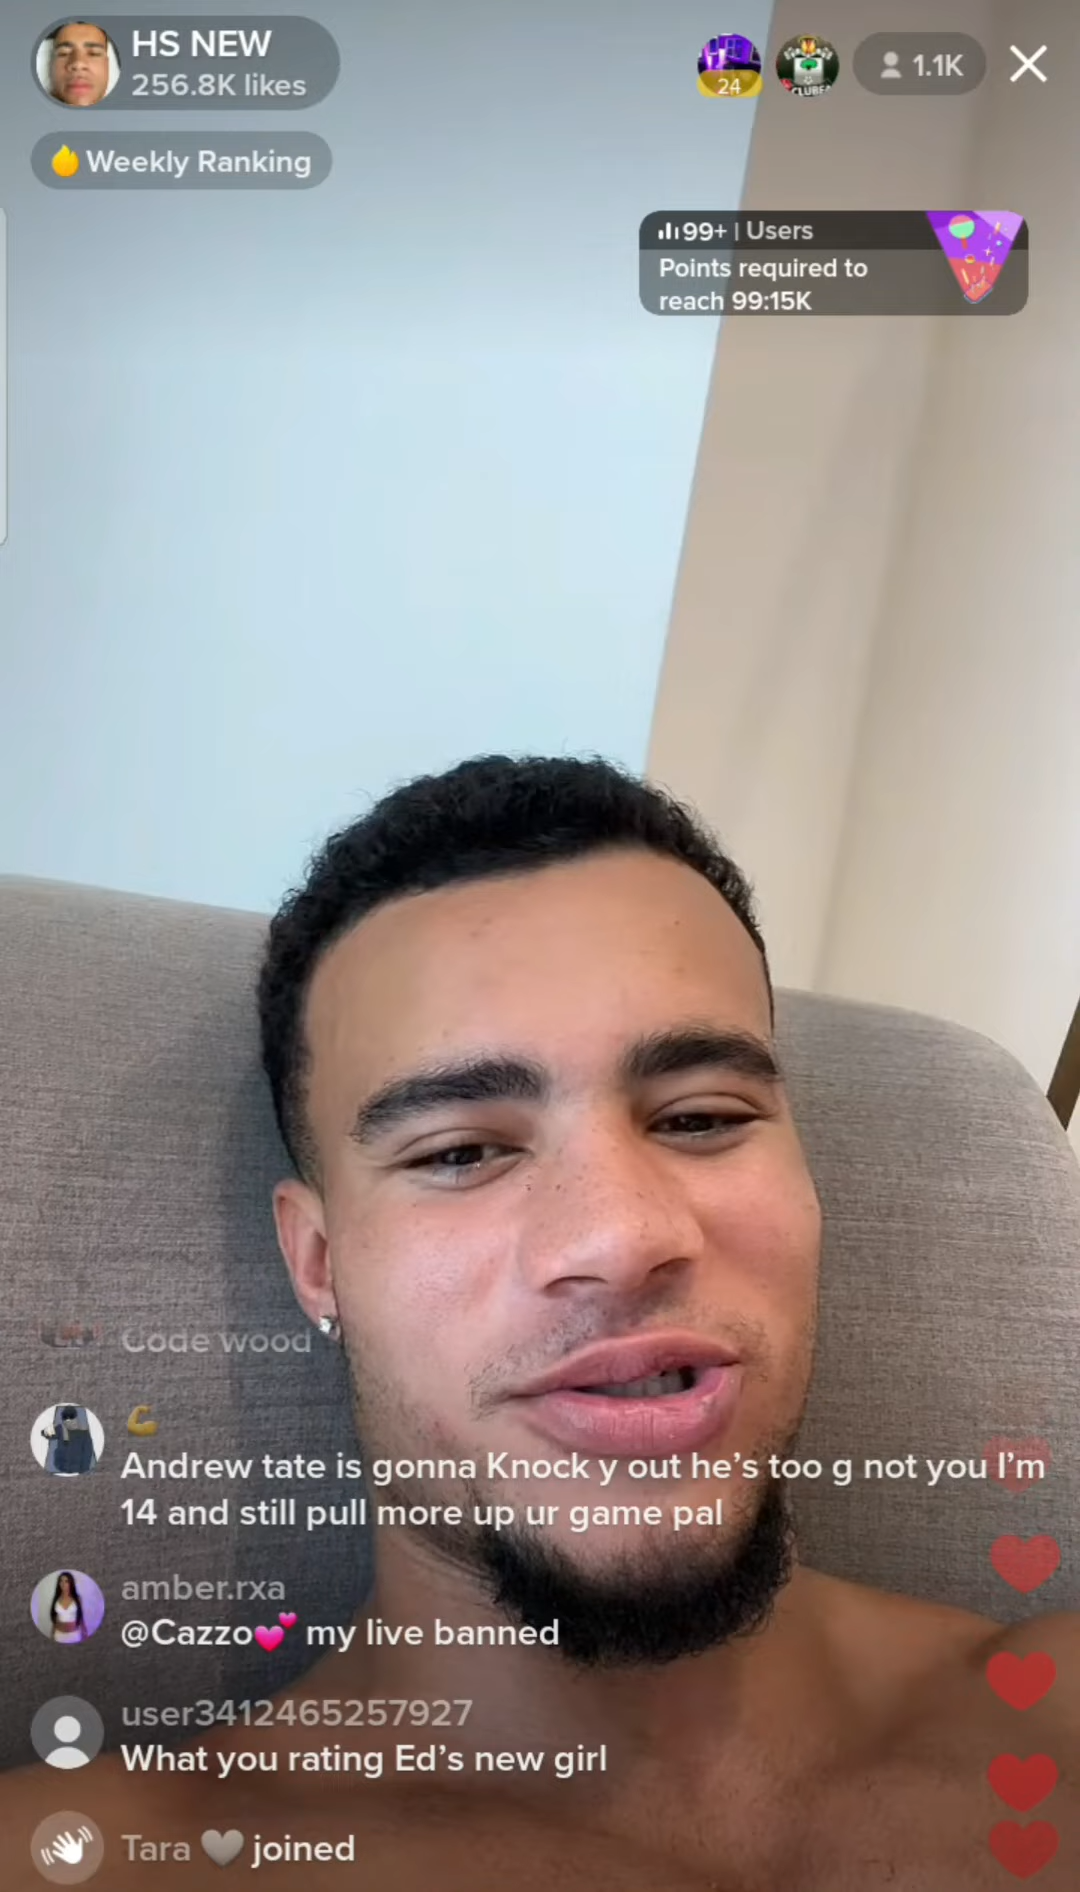 HS NEW
256.8K likes
24
CLUBE
1.1K
Weekly Ranking
99+ | Users
Points required to
reach 99:15K
Code wood
Andrew tate is gonna Knock y out he's too g not you I'm
14 and still pull more up ur game pal
amber.rxa
@Cazzo💕 my live banned
user3412465257927
What you rating Ed's new girl
Tara 🤍 joined